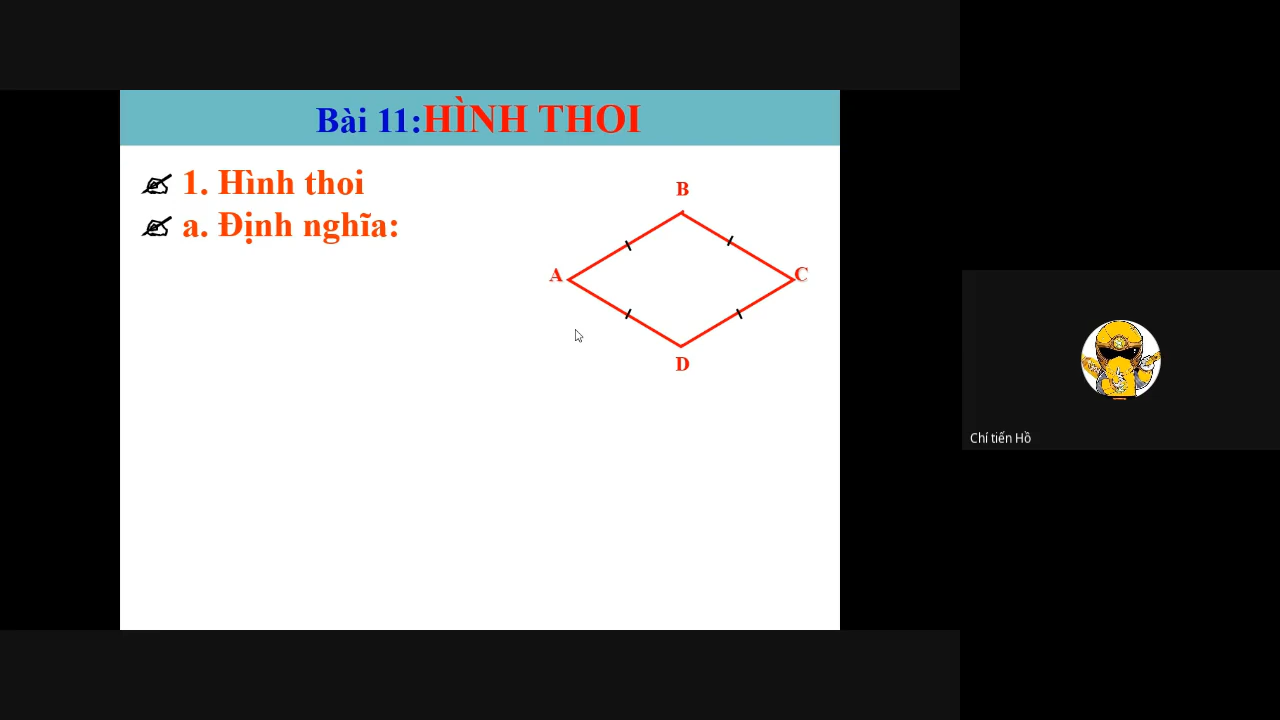 Bài 11:HÌNH THOI
1. Hình thoi
a. Định nghĩa:
B
A
C
D
Chí tiến Hồ